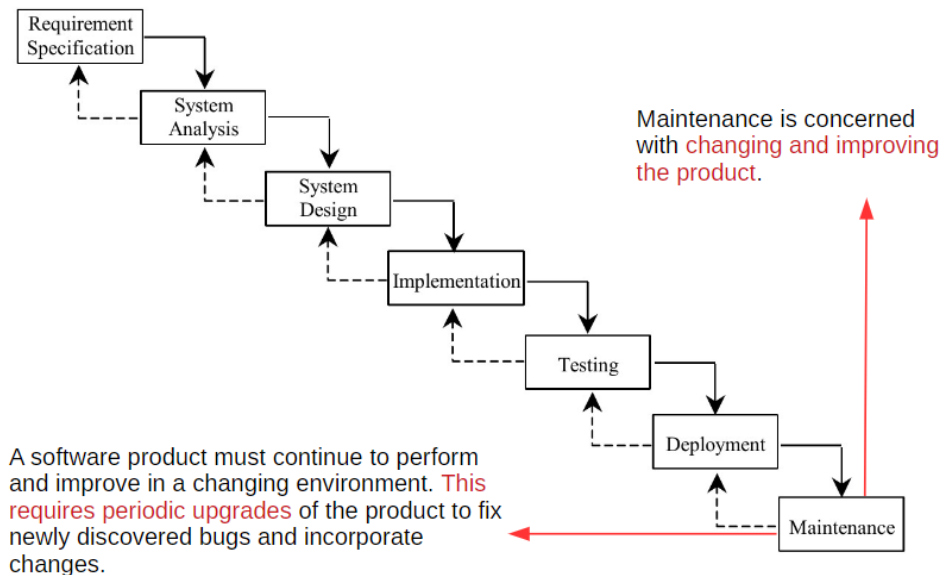 Requirement
Specification
System
Analysis
Maintenance is concerned
with changing and improving
the product.
System
Design
Implementation
Testing
Deployment
A software product must continue to perform
and improve in a changing environment. This
requires periodic upgrades of the product to fix
newly discovered bugs and incorporate
changes.
Maintenance